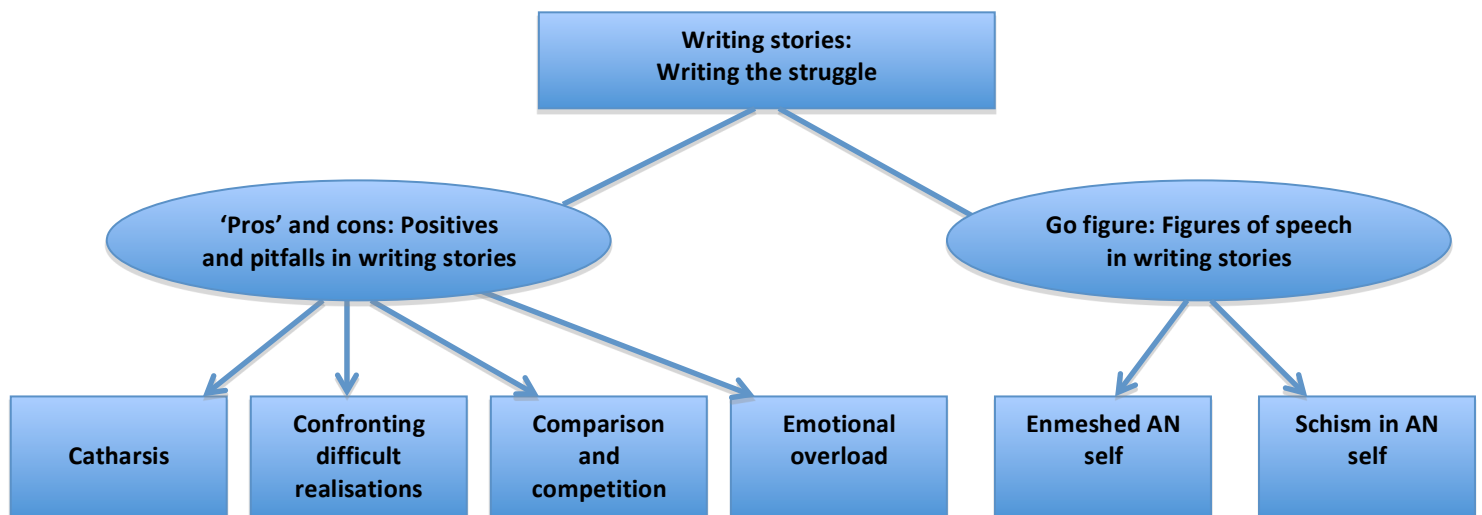 Writing stories:
Writing the struggle
‘Pros’ and cons: Positives
and pitfalls in writing stories
Go figure: Figures of speech
in writing stories
Catharsis
Confronting
difficult
realisations
Comparison
and
competition
Emotional
overload
Enmeshed AN
self
Schism in AN
self